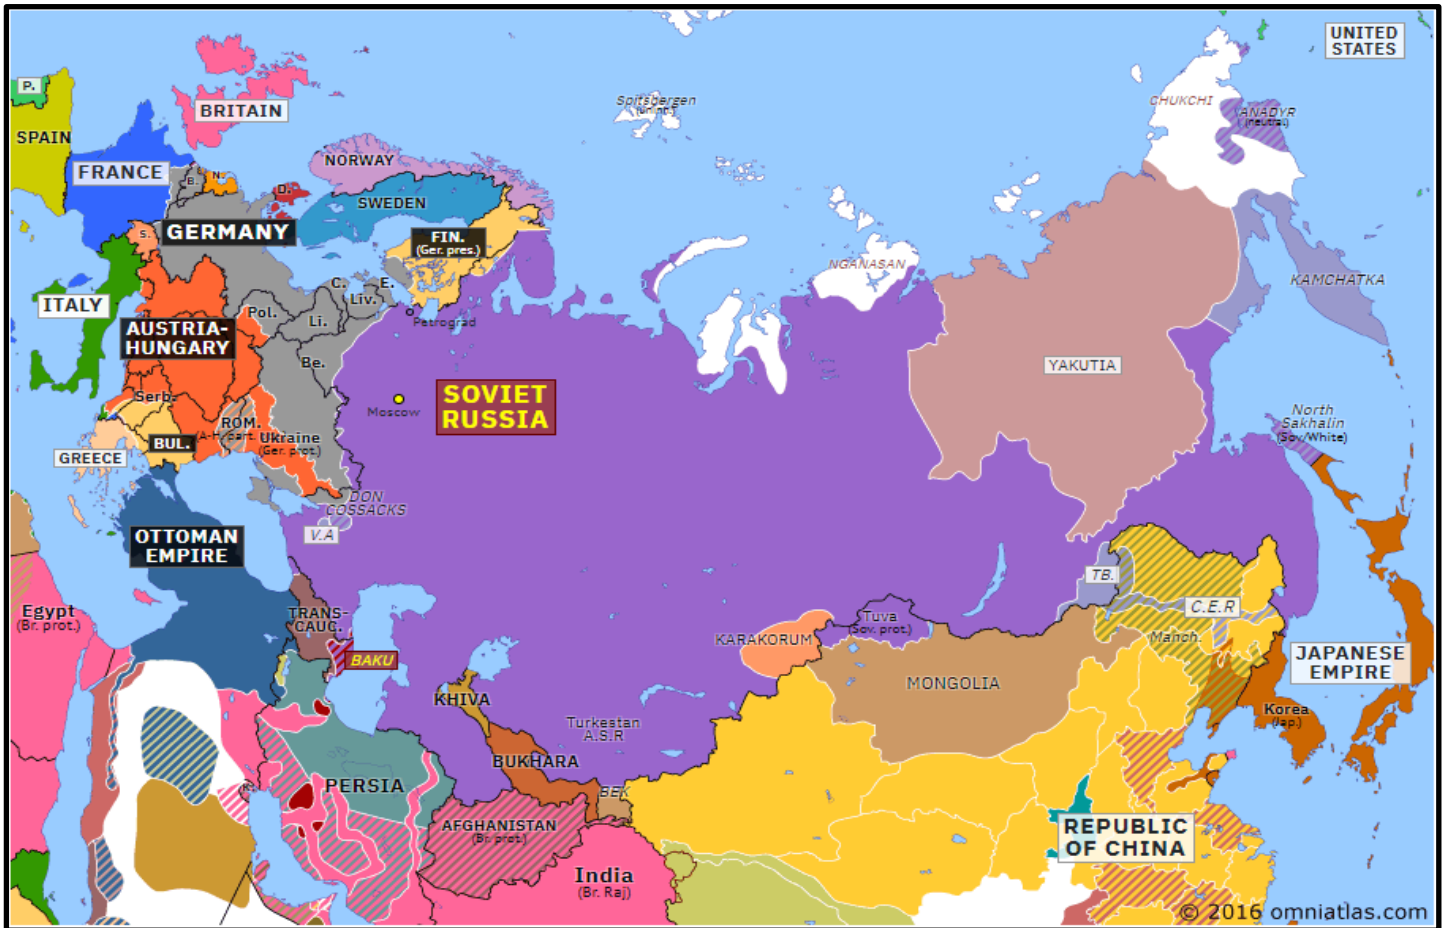 UNITED
STATES
P.
BRITAIN
Spitsbergen
(unint.)
CHUKCHI
ANADYR
(neutral)
SPAIN
FRANCE
NORWAY
B.
N.
D.
SWEDEN
S.
GERMANY
FIN.
(Ger. pres.)
NGANASAN
KAMCHATKA
ITALY
C.
E.
Liv.
Pol.
Li.
Petrograd
AUSTRIA-
HUNGARY
Be.
YAKUTIA
SOVIET
RUSSIA
Moscow
Serb.
ROM.
(A-H. part.
BUL.
Ukraine
(Ger. prot.)
GREECE
North
Sakhalin
(Sov/White)
DON
COSSACKS
V.A
OTTOMAN
EMPIRE
TB.
C.E.R
Egypt
(Br. prot.)
TRANS-
CAUC.
Tuva
(Sov. prot.)
KARAKORUM
Manch.
BAKU
JAPANESE
EMPIRE
MONGOLIA
KHIVA
Turkestan
A.S.R
Korea
(Jap.)
BUKHARA
PERSIA
K.
BEK
AFGHANISTAN
(Br. prot.)
REPUBLIC
OF CHINA
India
(Br. Raj)
© 2016 omniatlas.com